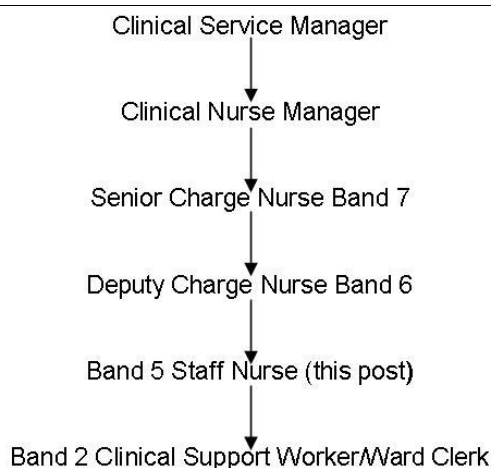 Clinical Service Manager
Clinical Nurse Manager
Senior Charge Nurse Band 7
Deputy Charge Nurse Band 6
Band 5 Staff Nurse (this post)
Band 2 Clinical Support Worker/Ward Clerk